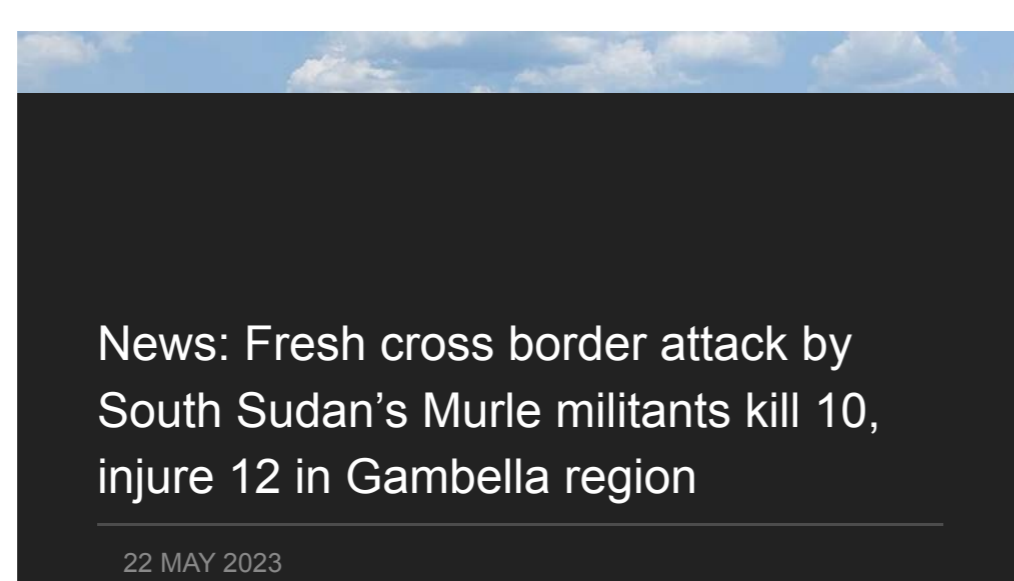 News: Fresh cross border attack by
South Sudan’s Murle militants kill 10,
injure 12 in Gambella region
22 MAY 2023